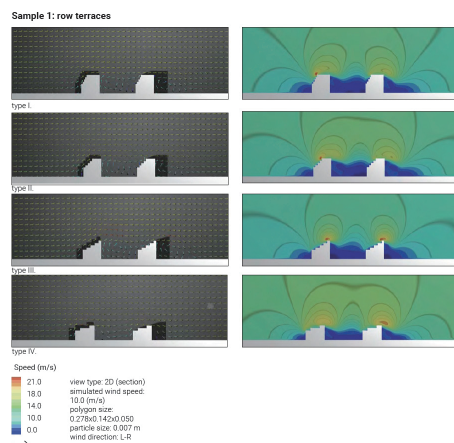 Sample 1: row terraces
type I.
type II.
type III.
type IV.
Speed (m/s)
21.0
18.0
14.0
10.0
0.0
view type: 2D (section)
simulated wind speed:
10.0 (m/s)
polygon size:
0.278x0.142x0.050
particle size: 0.007 m
wind direction: L-R